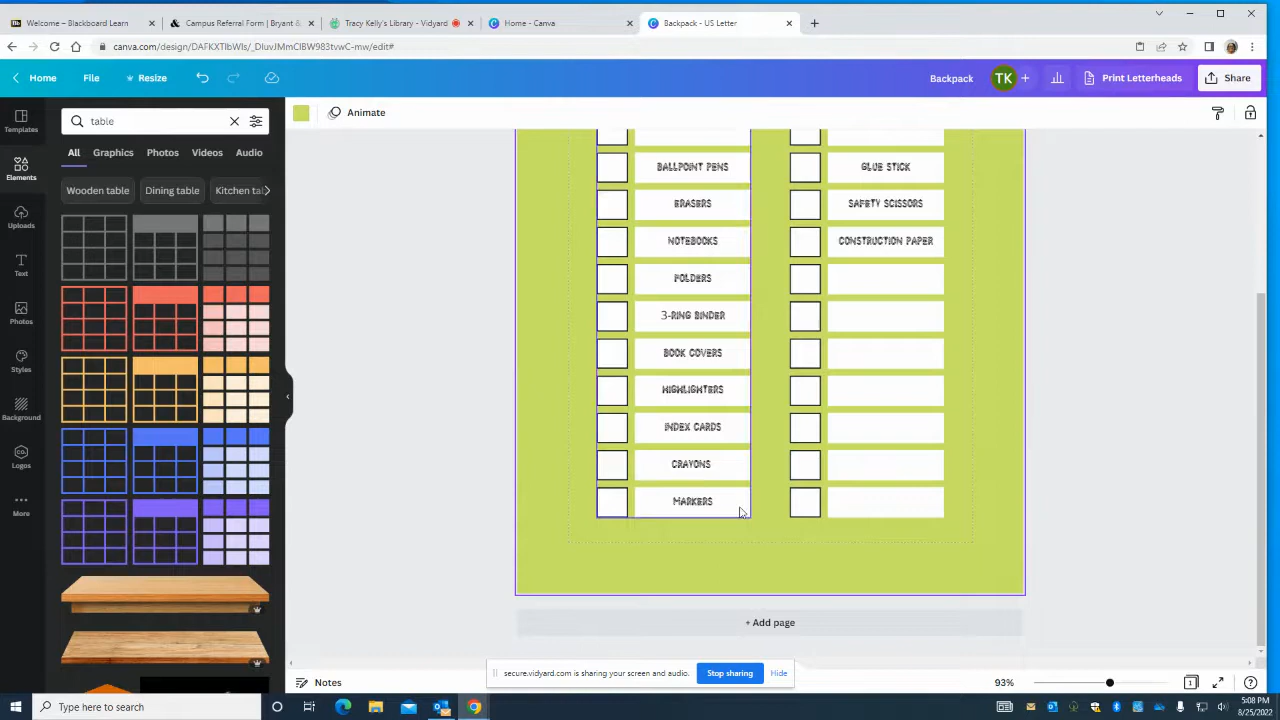 Welcome – Blackboard Learn
Campus Referral Form | Bryant &
Tracy Kelly's Library - Vidyard
Home - Canva
Backpack - US Letter
canva.com/design/DAFKXTlbWls/_DluvJMmClBW983tvwC-mw/edit#
Home
File
Resize
Backpack
TK
Print Letterheads
Share
Templates
Elements
Uploads
Text
Photos
Styles
Background
Logos
More
table
All
Graphics
Photos
Videos
Audio
Wooden table
Dining table
Kitchen tal
Animate
BALLPOINT PENS
GLUE STICK
ERASERS
SAFETY SCISSORS
NOTEBOOKS
CONSTRUCTION PAPER
FOLDERS
3-RING BINDER
BOOK COVERS
HIGHLIGHTERS
INDEX CARDS
CRAYONS
MARKERS
+ Add page
secure.vidyard.com is sharing your screen and audio.
Stop sharing
Hide
Notes
93%
1
Type here to search
5:08 PM
8/25/2022